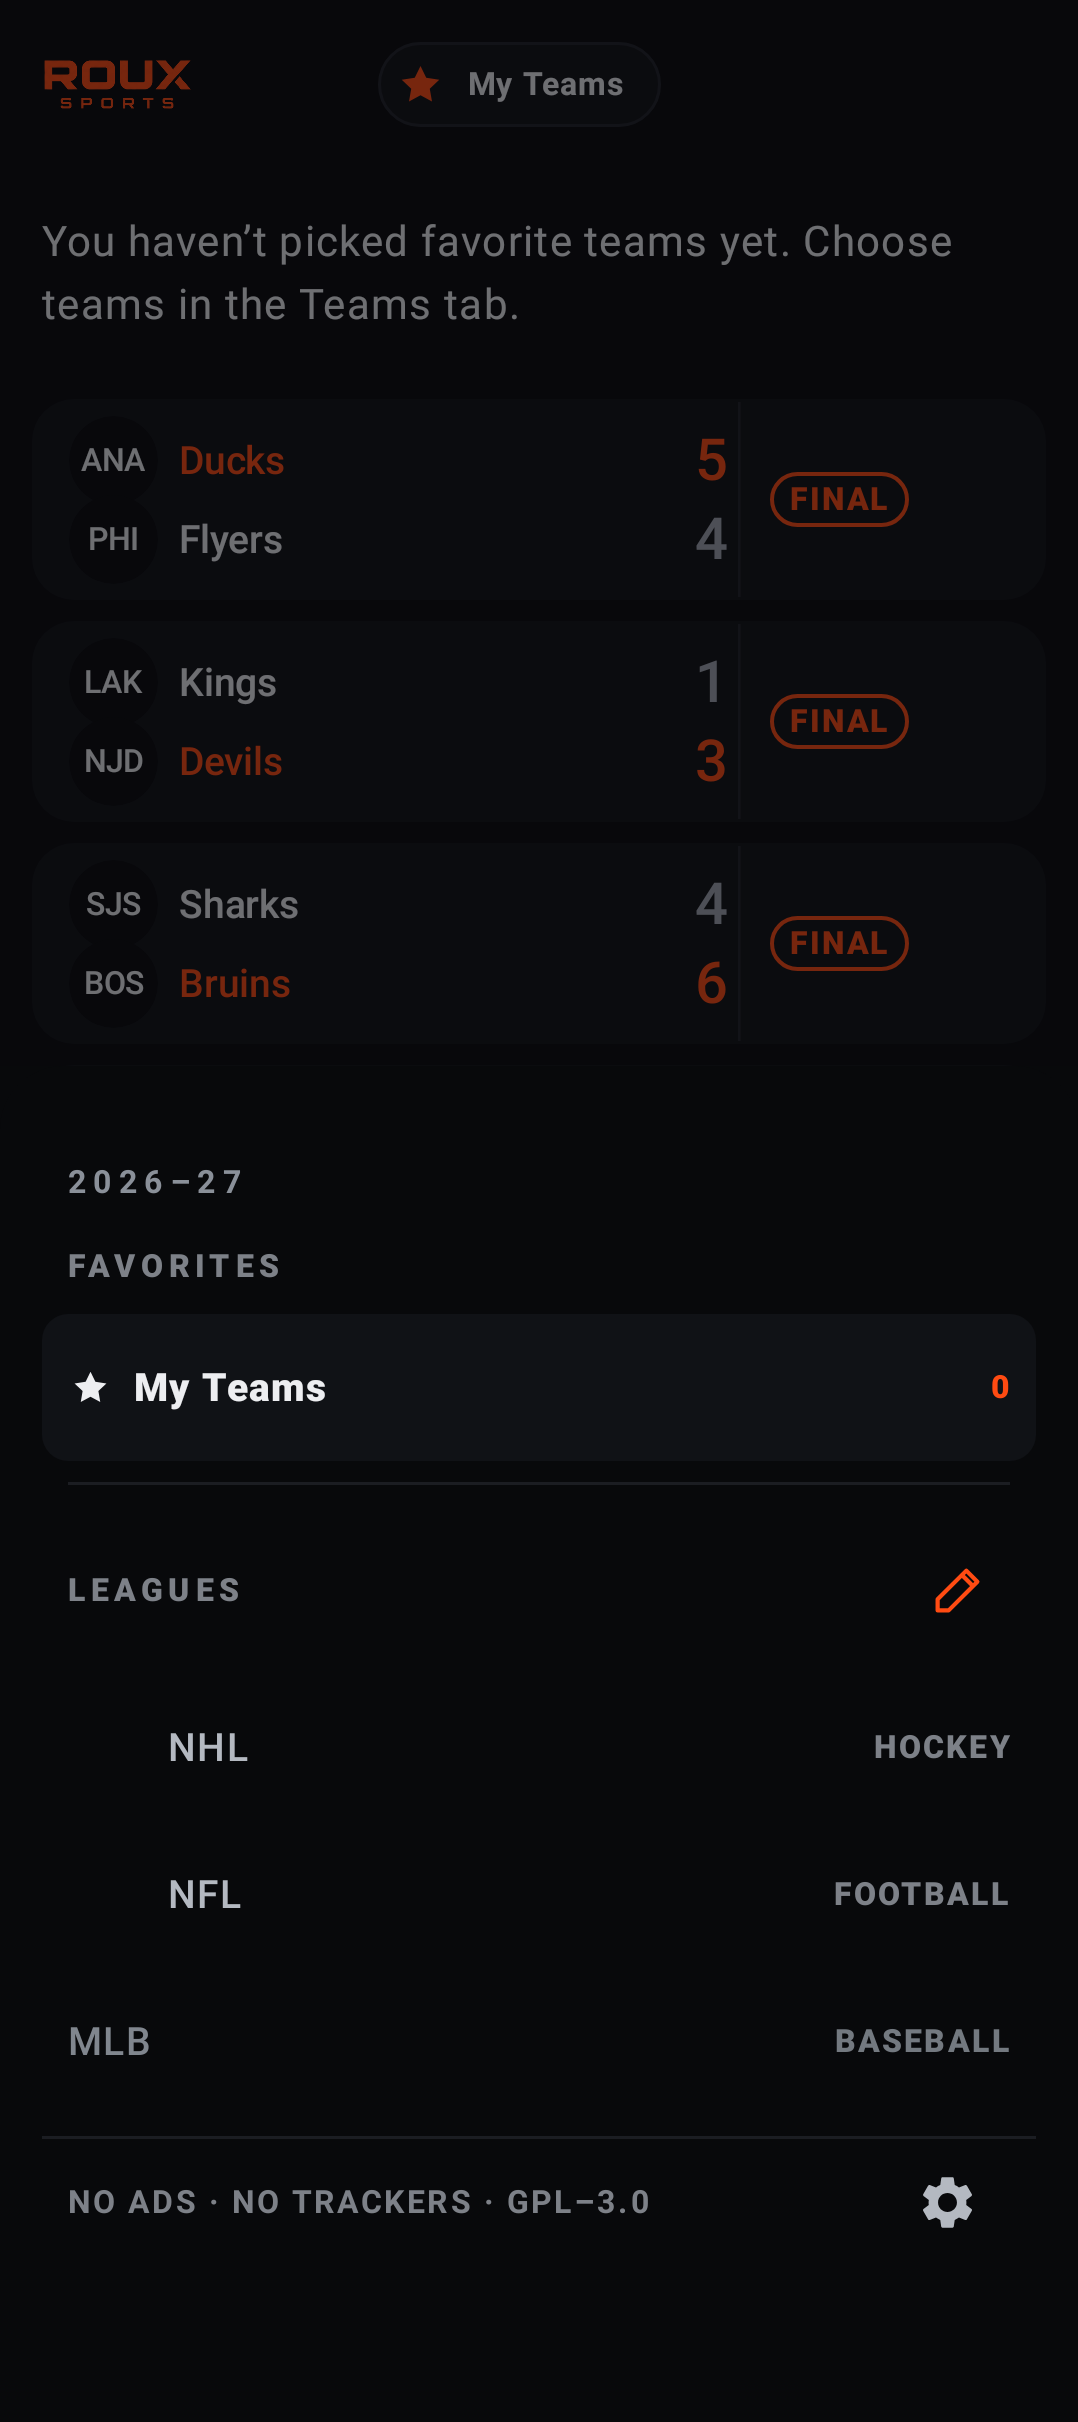 ROUX
SPORTS
My Teams
You haven’t picked favorite teams yet. Choose
teams in the Teams tab.
ANA Ducks 5
FINAL
PHI Flyers 4
LAK Kings 1
FINAL
NJD Devils 3
SJS Sharks 4
FINAL
BOS Bruins 6
2026–27
FAVORITES
My Teams 0
LEAGUES
NHL HOCKEY
NFL FOOTBALL
MLB BASEBALL
NO ADS · NO TRACKERS · GPL–3.0